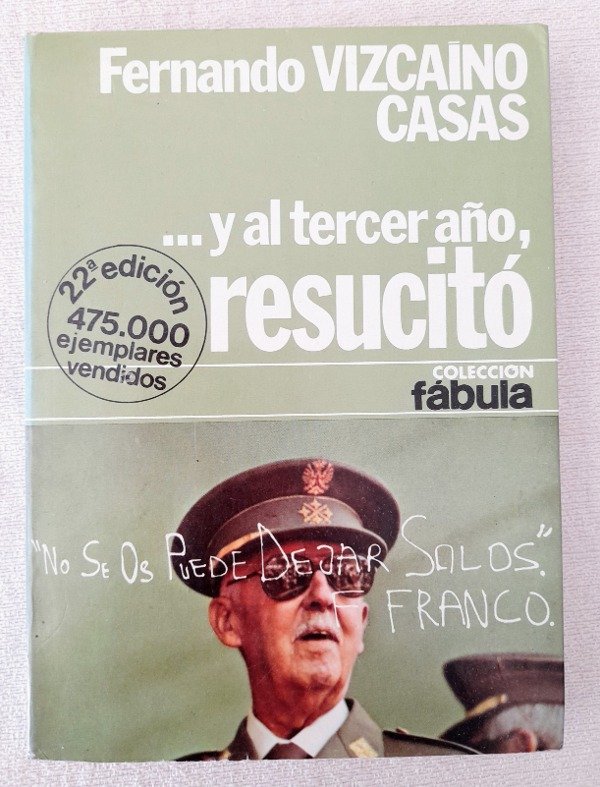 Fernando VIZCAÍNO
CASAS
... y al tercer año,
resucitó
22ª edición
475.000
ejemplares
vendidos
COLECCIÓN
fábula
"No Se Os Puede Dejar Solos."
F FRANCO.